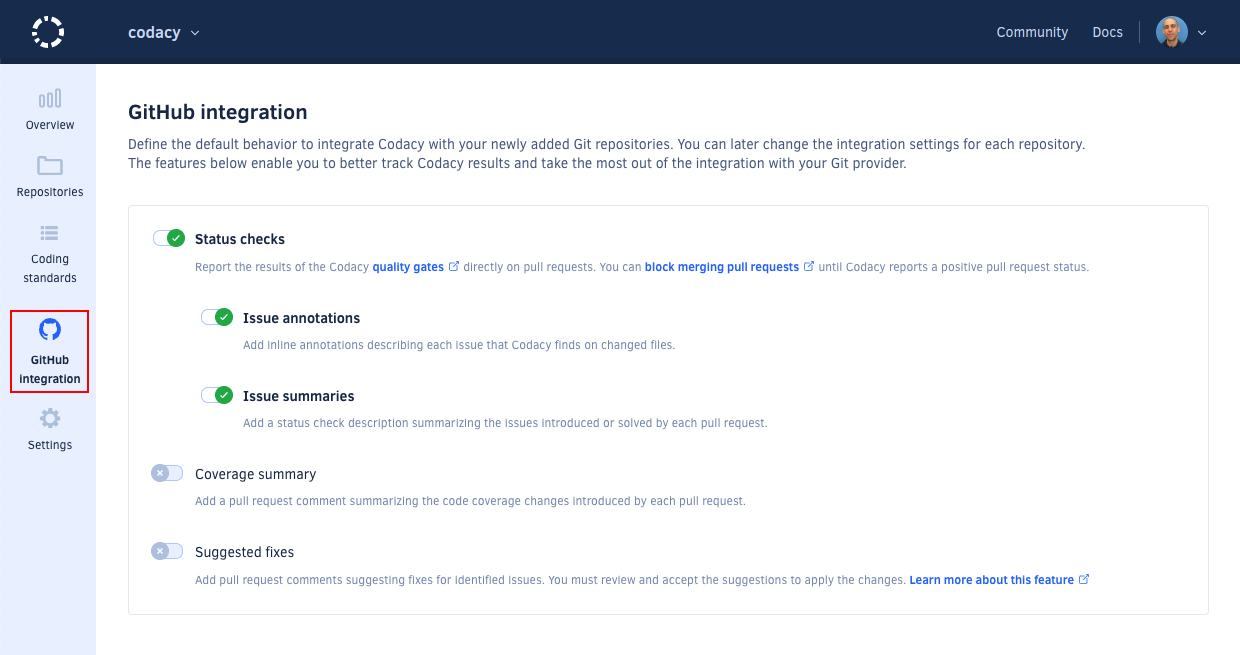 codacy
Community
Docs
Overview
Repositories
Coding
standards
GitHub
integration
Settings
GitHub integration
Define the default behavior to integrate Codacy with your newly added Git repositories. You can later change the integration settings for each repository.
The features below enable you to better track Codacy results and take the most out of the integration with your Git provider.
Status checks
Report the results of the Codacy quality gates directly on pull requests. You can block merging pull requests until Codacy reports a positive pull request status.
Issue annotations
Add inline annotations describing each issue that Codacy finds on changed files.
Issue summaries
Add a status check description summarizing the issues introduced or solved by each pull request.
Coverage summary
Add a pull request comment summarizing the code coverage changes introduced by each pull request.
Suggested fixes
Add pull request comments suggesting fixes for identified issues. You must review and accept the suggestions to apply the changes. Learn more about this feature